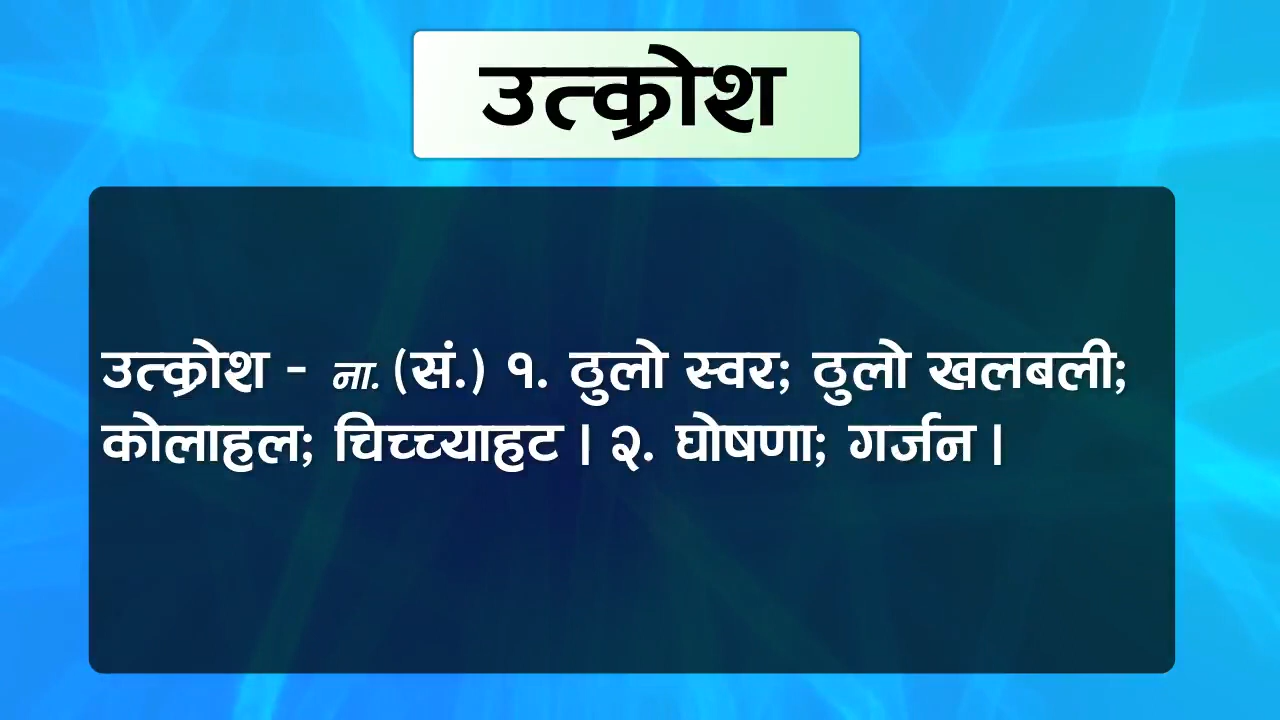 उत्क्रोश
उत्क्रोश - ना. (सं.) १. ठुलो स्वर; ठुलो खलबली;
कोलाहल; चिच्च्याहट । २. घोषणा; गर्जन ।